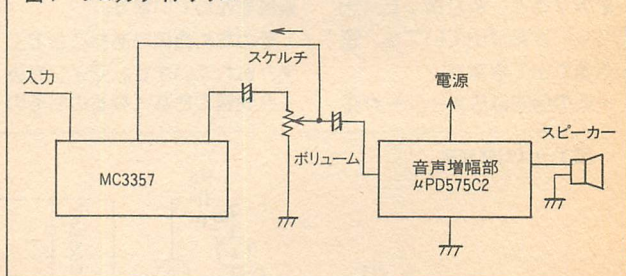 スケルチ
入力
電源
スピーカー
ボリューム
MC3357
音声増幅部
μPD575C2